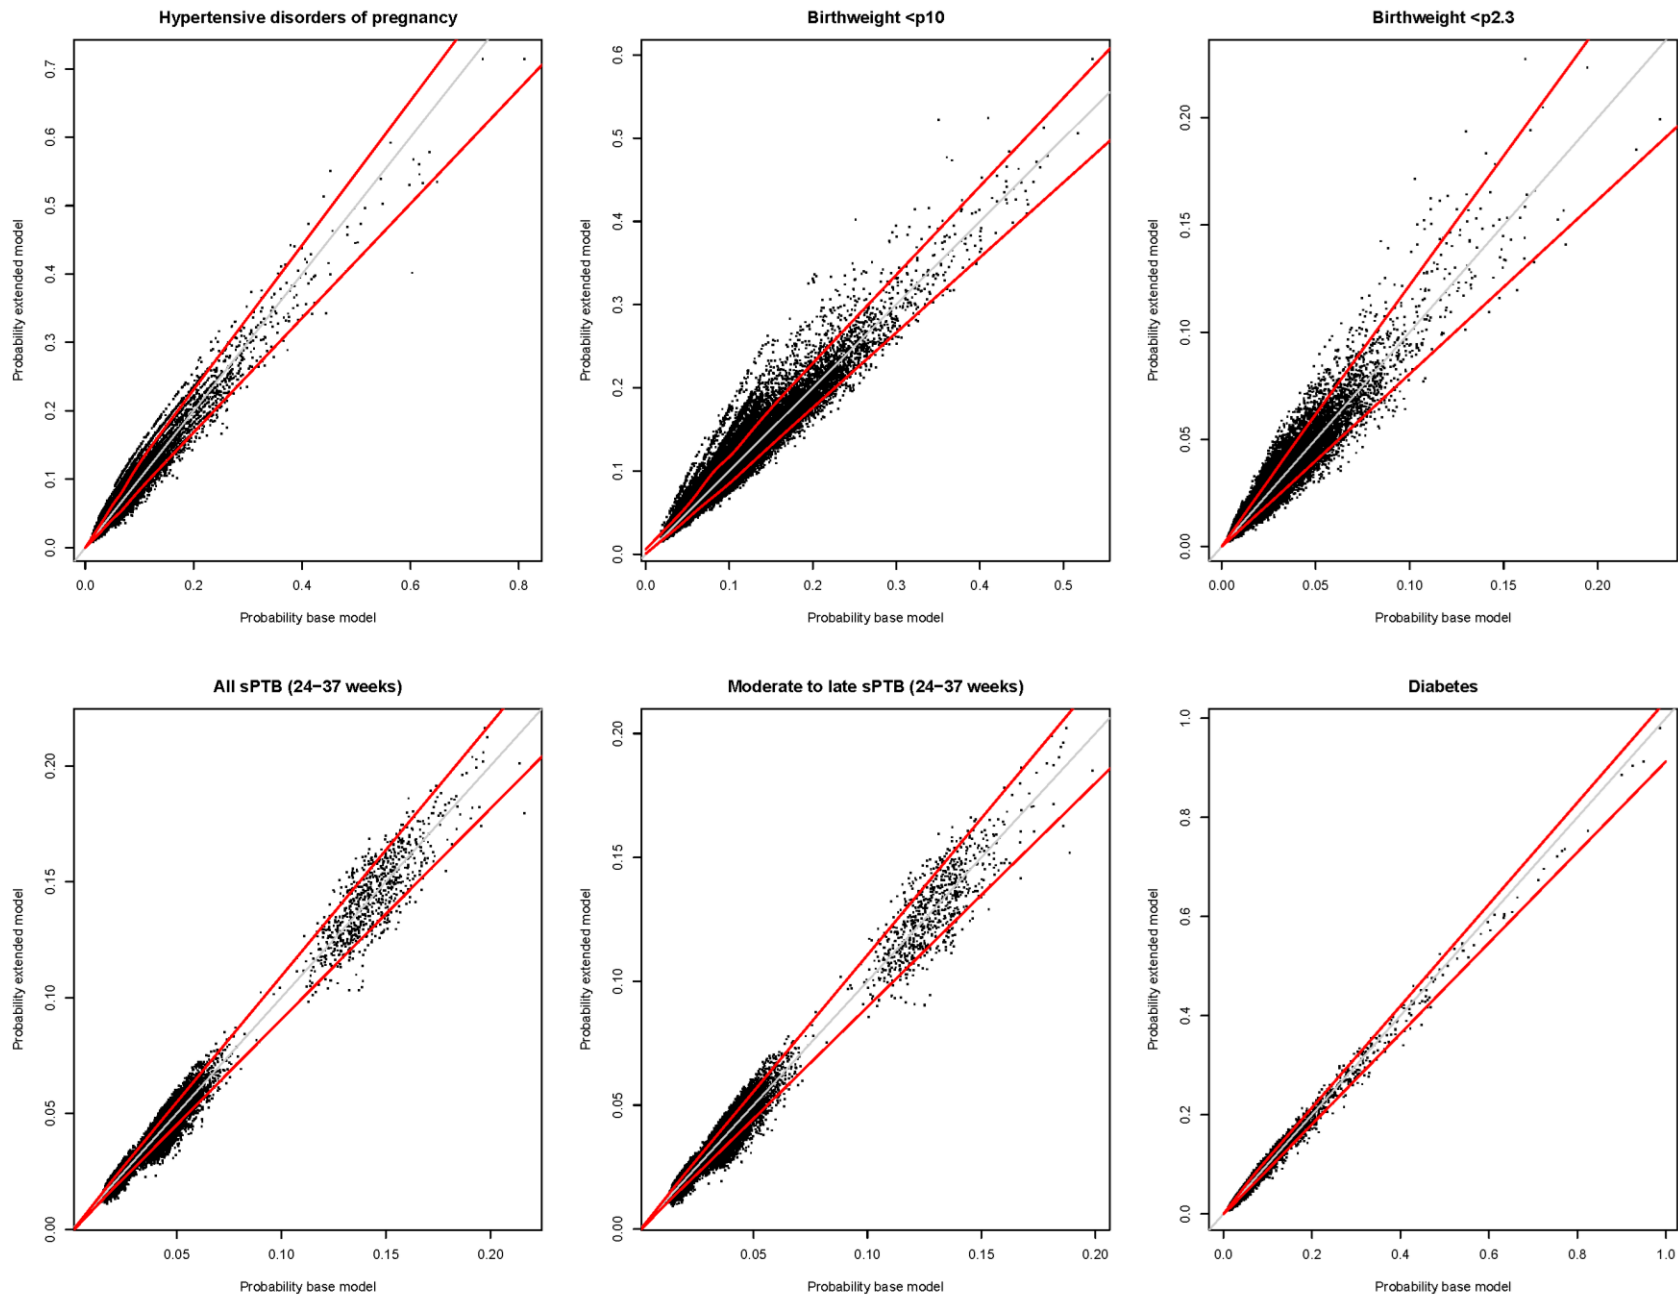 Hypertensive disorders of pregnancy
Probability extended model
0.7
0.6
0.5
0.4
0.3
0.2
0.1
0.0
0.0 0.2 0.4 0.6 0.8
Probability base model
Birthweight <p10
Probability extended model
0.6
0.5
0.4
0.3
0.2
0.1
0.0
0.0 0.1 0.2 0.3 0.4 0.5
Probability base model
Birthweight <p2.3
Probability extended model
0.20
0.15
0.10
0.05
0.00
0.00 0.05 0.10 0.15 0.20
Probability base model
All sPTB (24−37 weeks)
Probability extended model
0.20
0.15
0.10
0.05
0.00
0.05 0.10 0.15 0.20
Probability base model
Moderate to late sPTB (24−37 weeks)
Probability extended model
0.20
0.15
0.10
0.05
0.00
0.05 0.10 0.15 0.20
Probability base model
Diabetes
Probability extended model
1.0
0.8
0.6
0.4
0.2
0.0
0.0 0.2 0.4 0.6 0.8 1.0
Probability base model